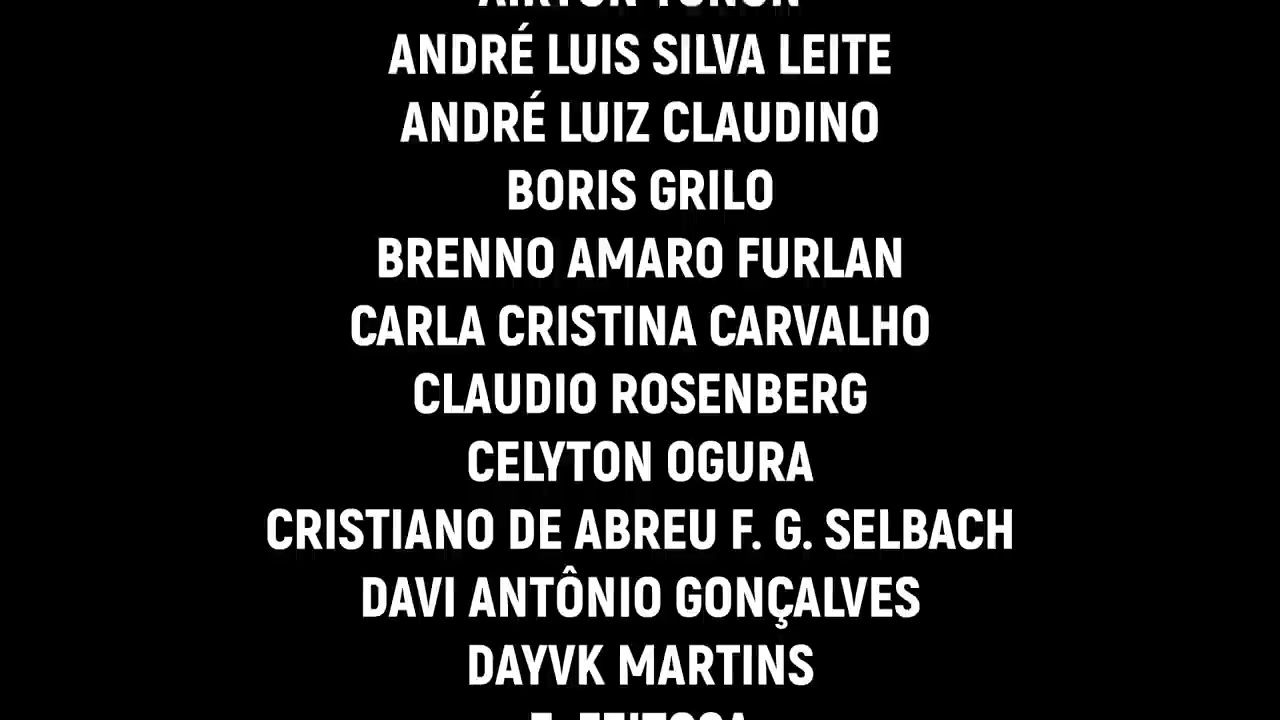 ANDRÉ LUIS SILVA LEITE
ANDRÉ LUIZ CLAUDINO
BORIS GRILO
BRENNO AMARO FURLAN
CARLA CRISTINA CARVALHO
CLAUDIO ROSENBERG
CELYTON OGURA
CRISTIANO DE ABREU F. G. SELBACH
DAVI ANTÔNIO GONÇALVES
DAYVK MARTINS